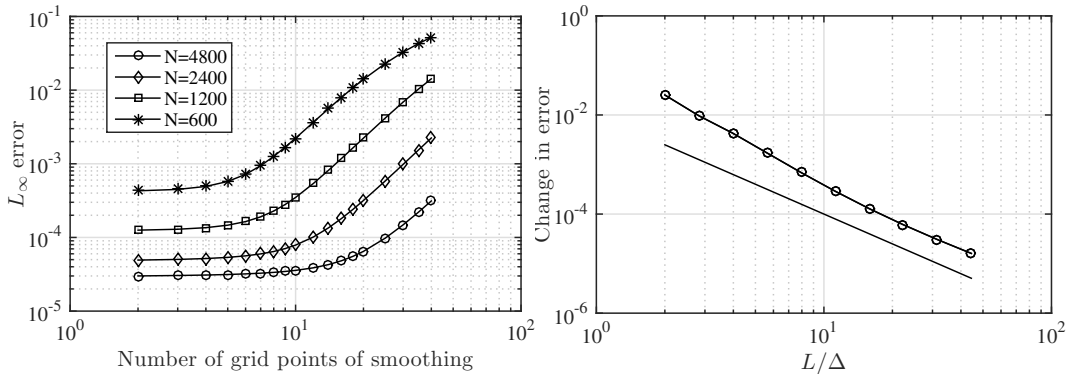 10^-1
10^-2
10^-3
10^-4
10^-5
L∞ error
N=4800
N=2400
N=1200
N=600
10^0
10^1
10^2
Number of grid points of smoothing
10^0
10^-2
10^-4
10^-6
Change in error
10^0
10^1
10^2
L/Δ